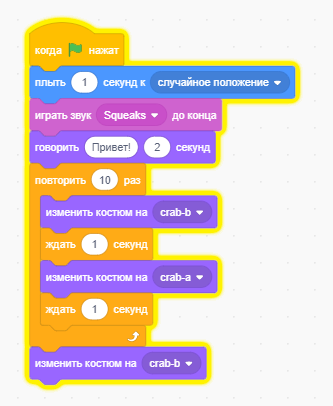 когда нажат
плыть 1 секунд к случайное положение
играть звук Squeaks до конца
говорить Привет! 2 секунд
повторить 10 раз
изменить костюм на crab-b
ждать 1 секунд
изменить костюм на crab-a
ждать 1 секунд
изменить костюм на crab-b